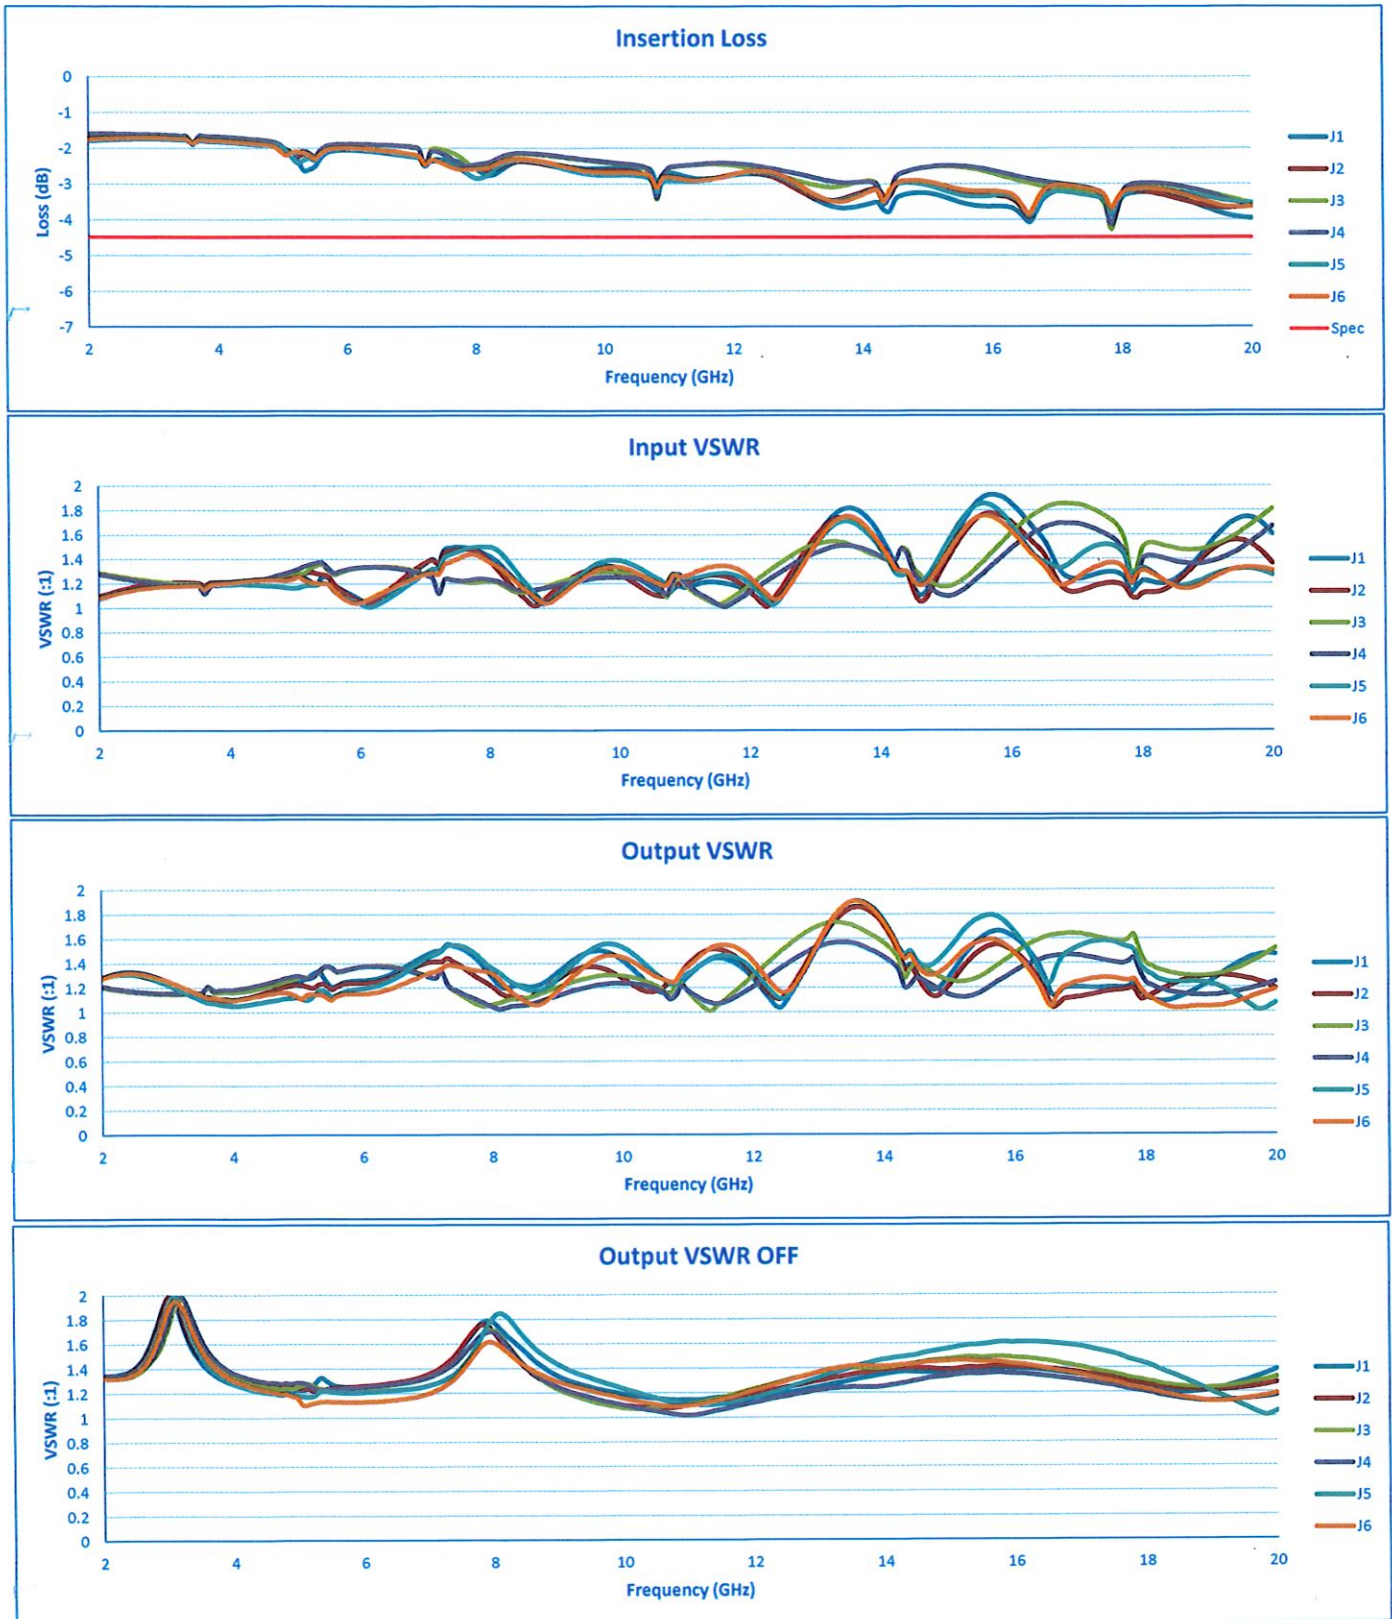 Insertion Loss
0
-1
-2
-3
-4
-5
-6
-7
Loss (dB)
2 4 6 8 10 12 14 16 18 20
Frequency (GHz)
J1
J2
J3
J4
J5
J6
Spec
Input VSWR
2
1.8
1.6
1.4
1.2
1
0.8
0.6
0.4
0.2
0
VSWR (:1)
2 4 6 8 10 12 14 16 18 20
Frequency (GHz)
J1
J2
J3
J4
J5
J6
Output VSWR
2
1.8
1.6
1.4
1.2
1
0.8
0.6
0.4
0.2
0
VSWR (:1)
2 4 6 8 10 12 14 16 18 20
Frequency (GHz)
J1
J2
J3
J4
J5
J6
Output VSWR OFF
2
1.8
1.6
1.4
1.2
1
0.8
0.6
0.4
0.2
0
VSWR (:1)
2 4 6 8 10 12 14 16 18 20
Frequency (GHz)
J1
J2
J3
J4
J5
J6